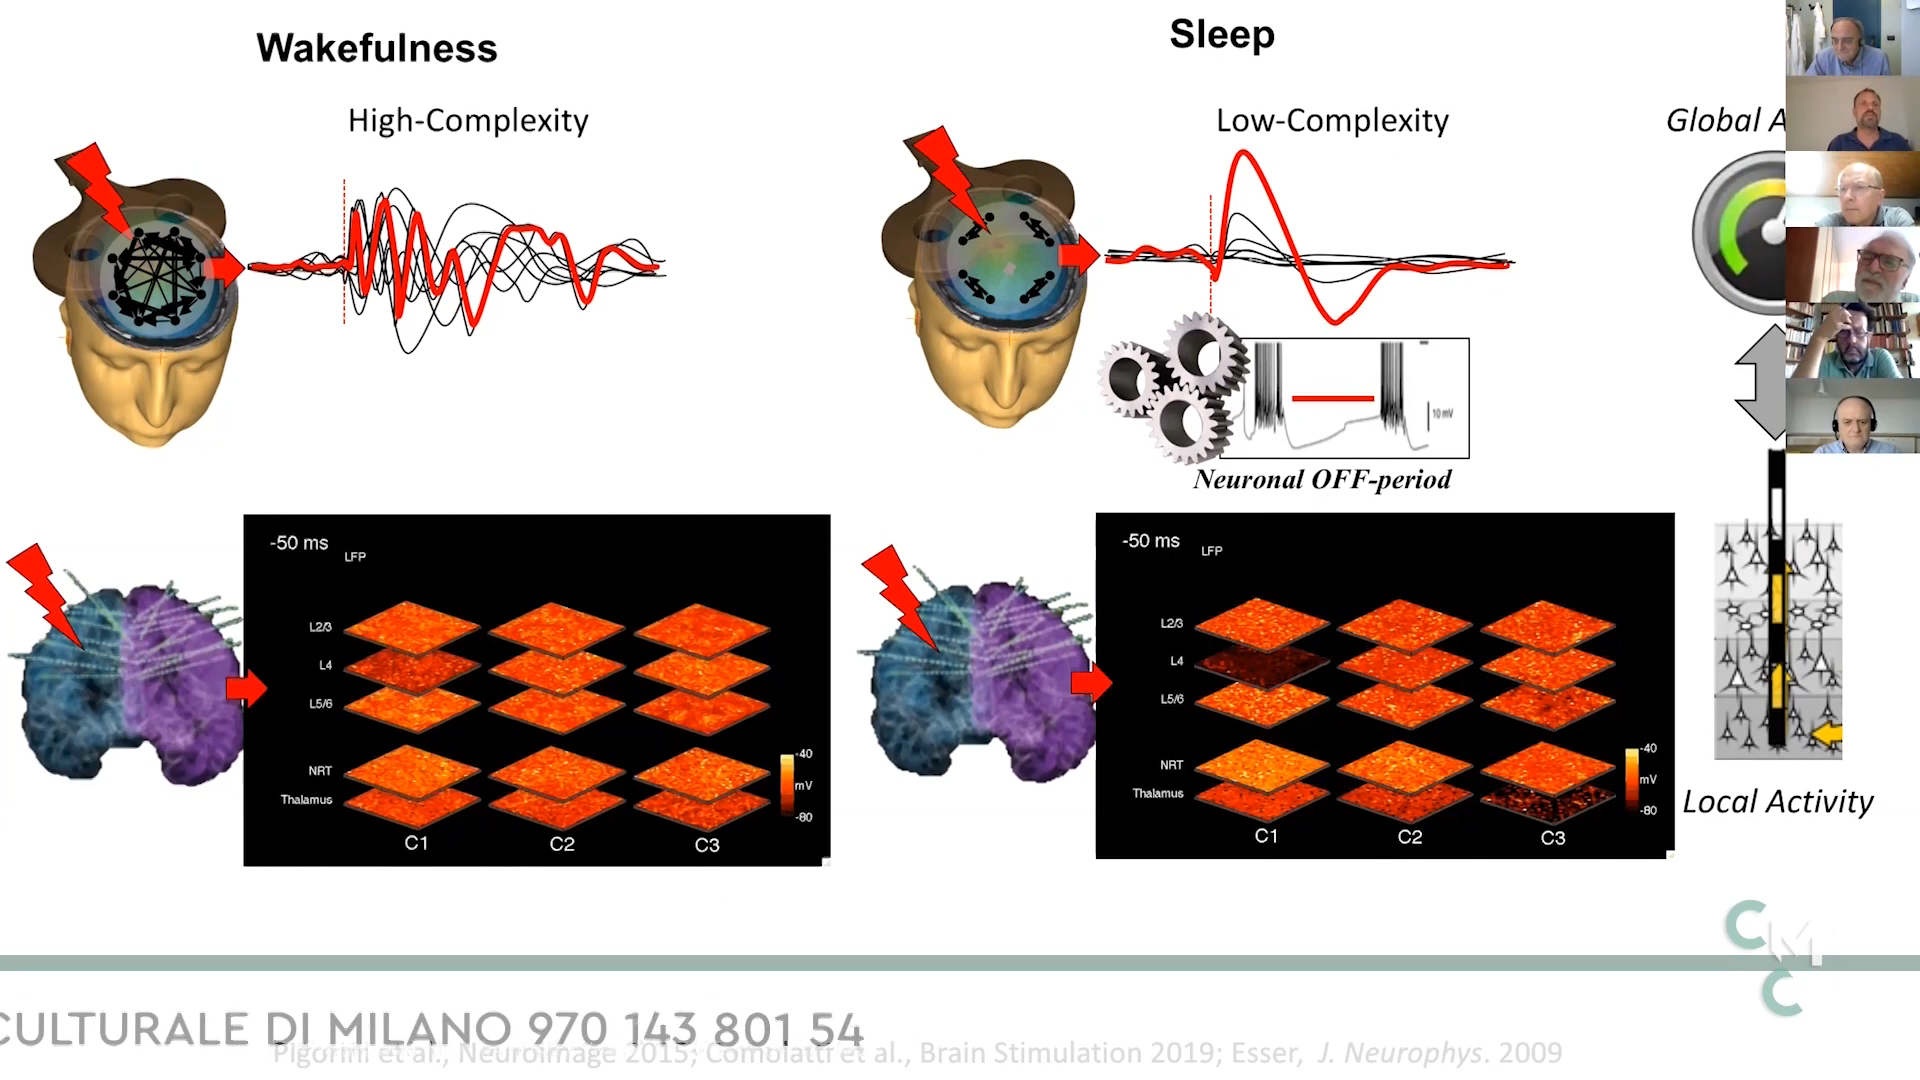 Wakefulness
Sleep
High-Complexity
Low-Complexity
Global A
10 mV
Neuronal OFF-period
-50 ms
LFP
L2/3
L4
L5/6
NRT
Thalamus
C1 C2 C3
-40
mV
-80
-50 ms
LFP
L2/3
L4
L5/6
NRT
Thalamus
C1 C2 C3
-40
mV
-80
Local Activity
CMC
CULTURALE DI MILANO 970 143 801 54
Pigorini et al., Neuroimage 2015; Comolatti et al., Brain Stimulation 2019; Esser, J. Neurophys. 2009